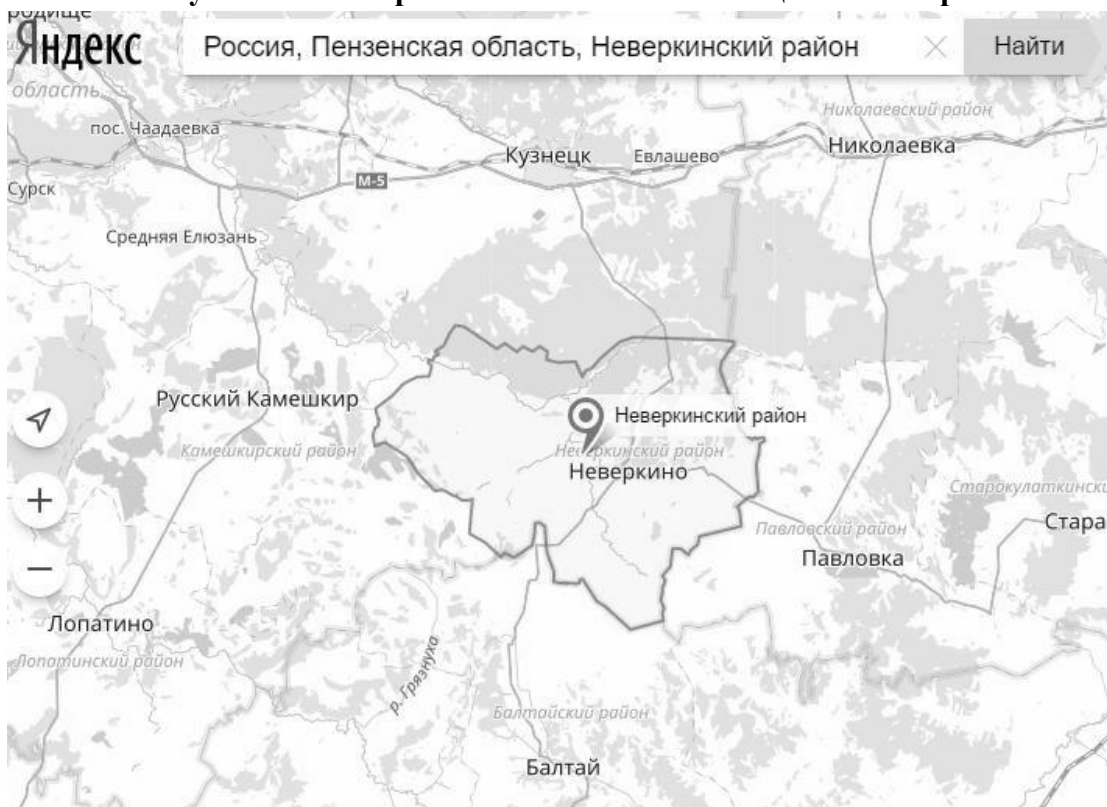 родище
Яндекс
Россия, Пензенская область, Неверкинский район
Найти
область
пос. Чаадаевка
Николаевский район
Кузнецк
Евлашево
Николаевка
М-5
Сурск
Средняя Елюзань
Русский Камешкир
Неверкинский район
Камешкирский район
Неверкинский район
Неверкино
Старокулаткински
Павловский район
Стара
Павловка
Лопатино
Лопатинский район
р. Грязнуха
Балтайский район
Балтай